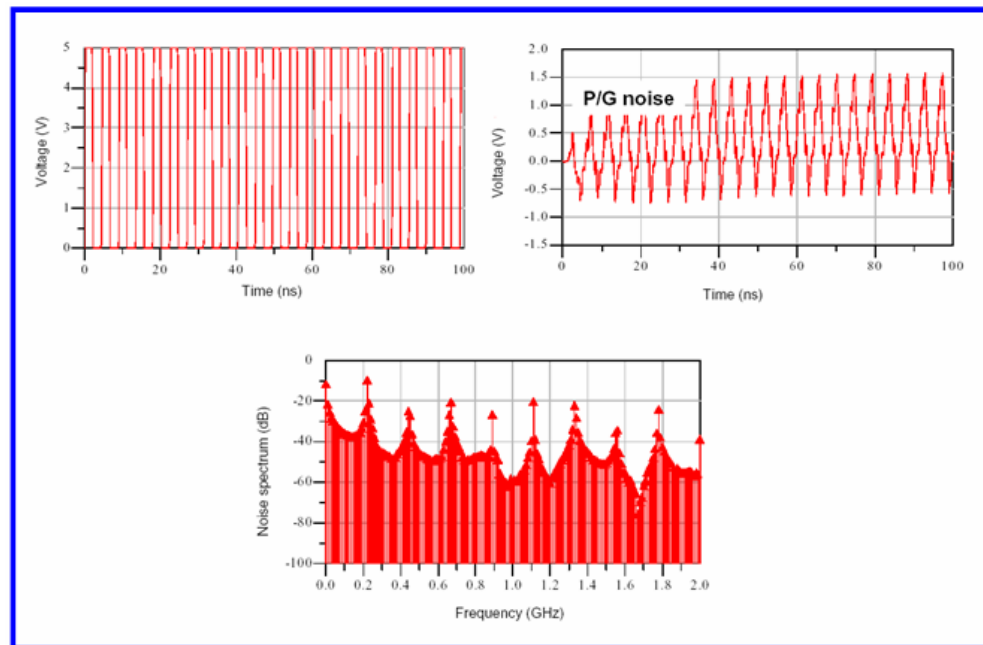 5
4
3
2
1
0
Voltage (V)
0 20 40 60 80 100
Time (ns)
2.0
1.5
1.0
0.5
0.0
-0.5
-1.0
-1.5
Voltage (V)
P/G noise
0 20 40 60 80 100
Time (ns)
0
-20
-40
-60
-80
-100
Noise spectrum (dB)
0.0 0.2 0.4 0.6 0.8 1.0 1.2 1.4 1.6 1.8 2.0
Frequency (GHz)